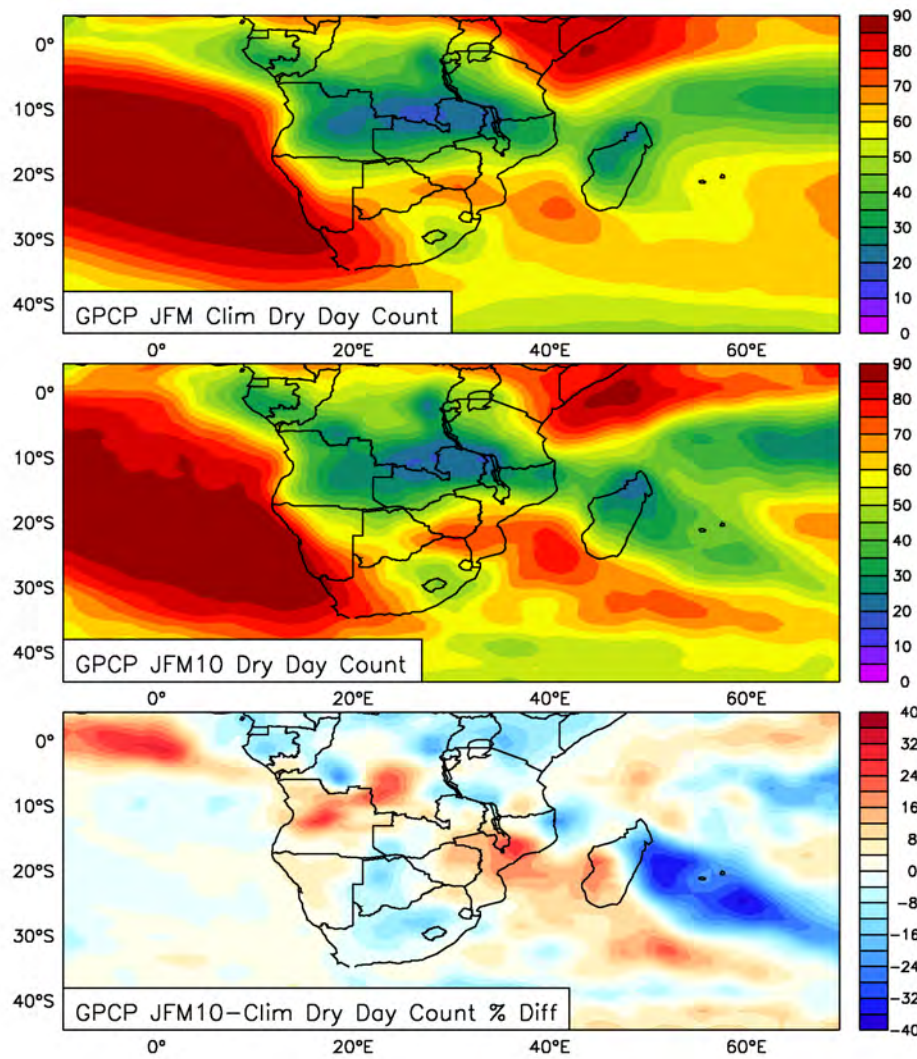 0°
10°S
20°S
30°S
40°S
GPCP JFM Clim Dry Day Count
0° 20°E 40°E 60°E
90
80
70
60
50
40
30
20
10
0
0°
10°S
20°S
30°S
40°S
GPCP JFM10 Dry Day Count
0° 20°E 40°E 60°E
90
80
70
60
50
40
30
20
10
0
0°
10°S
20°S
30°S
40°S
GPCP JFM10-Clim Dry Day Count % Diff
0° 20°E 40°E 60°E
40
32
24
16
8
0
-8
-16
-24
-32
-40